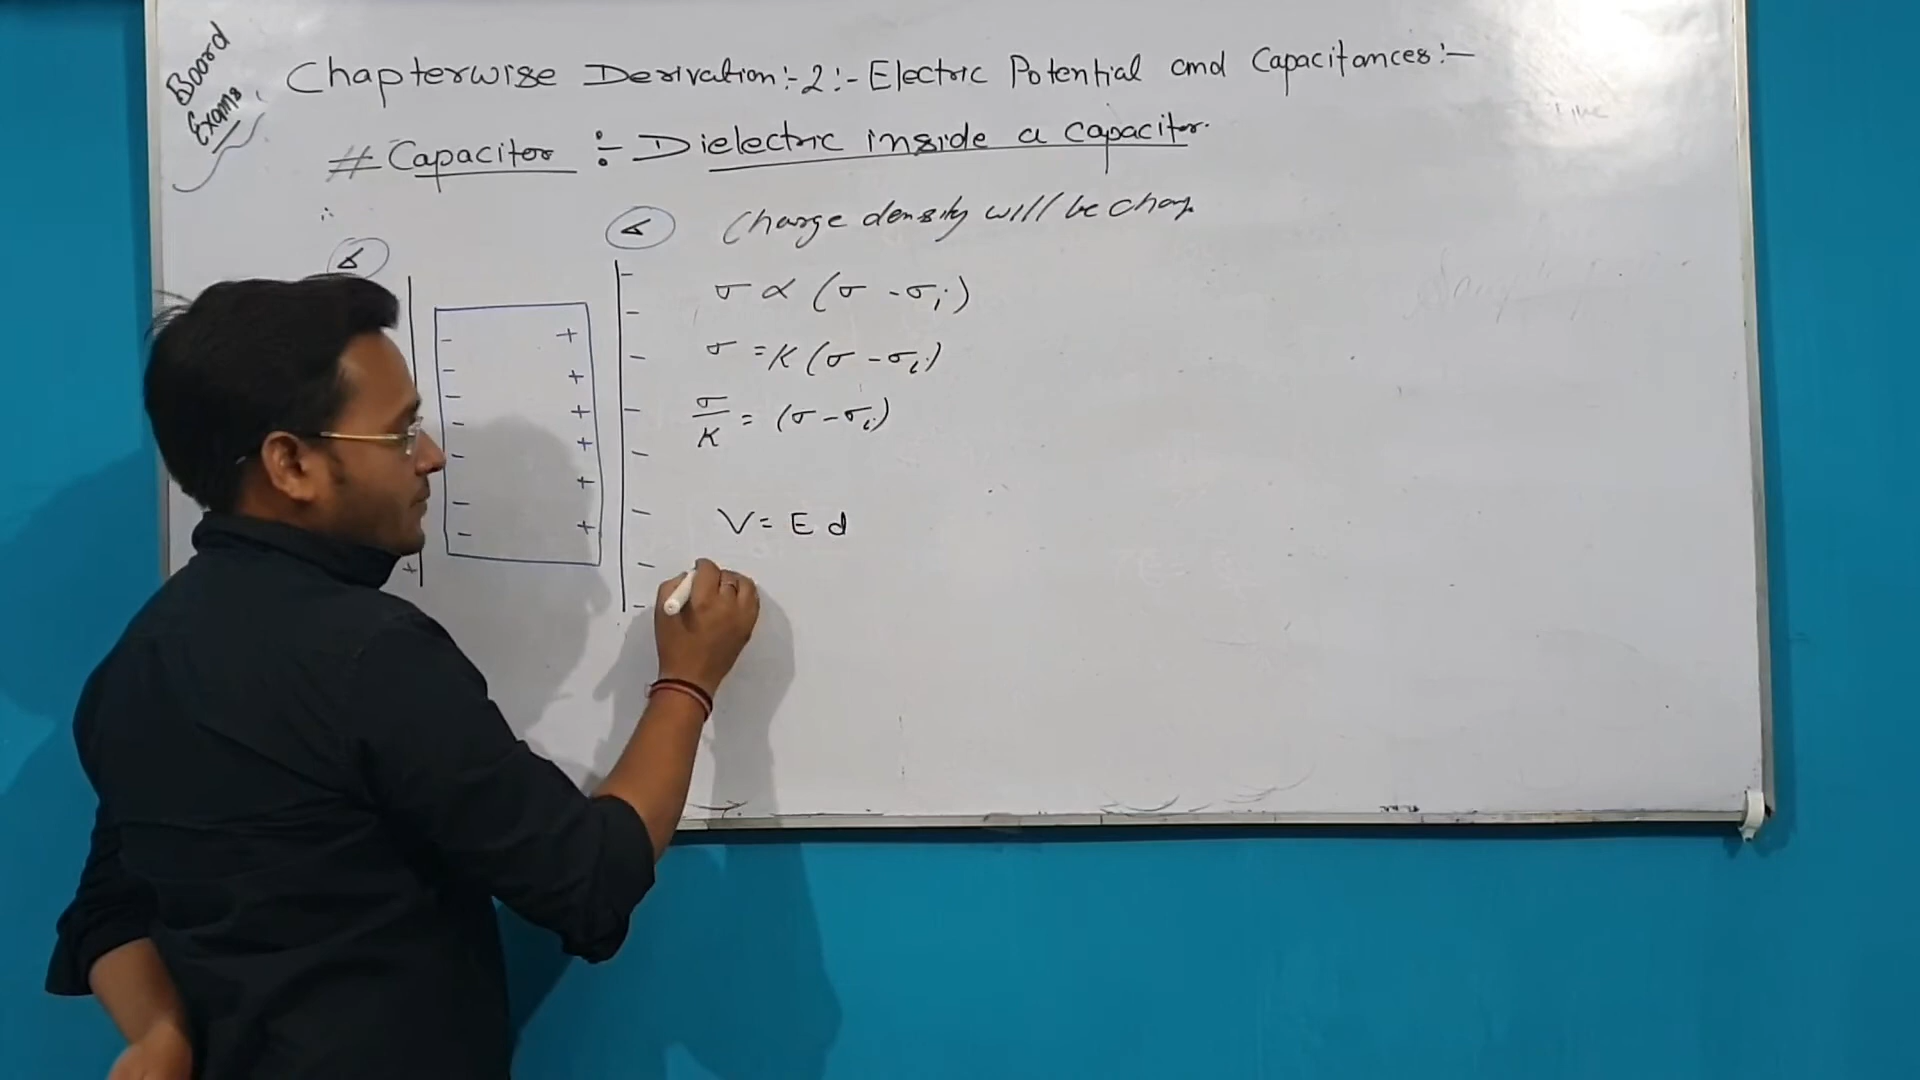 Board
Exams
Chapterwise Derivation:-2:- Electric Potential and Capacitances:-
# Capacitor ÷ Dielectric inside a capacitor.
Charge density will be chang
σ ∝ (σ - σi)
σ = K (σ - σi)
σ/K = (σ - σi)
V = E d